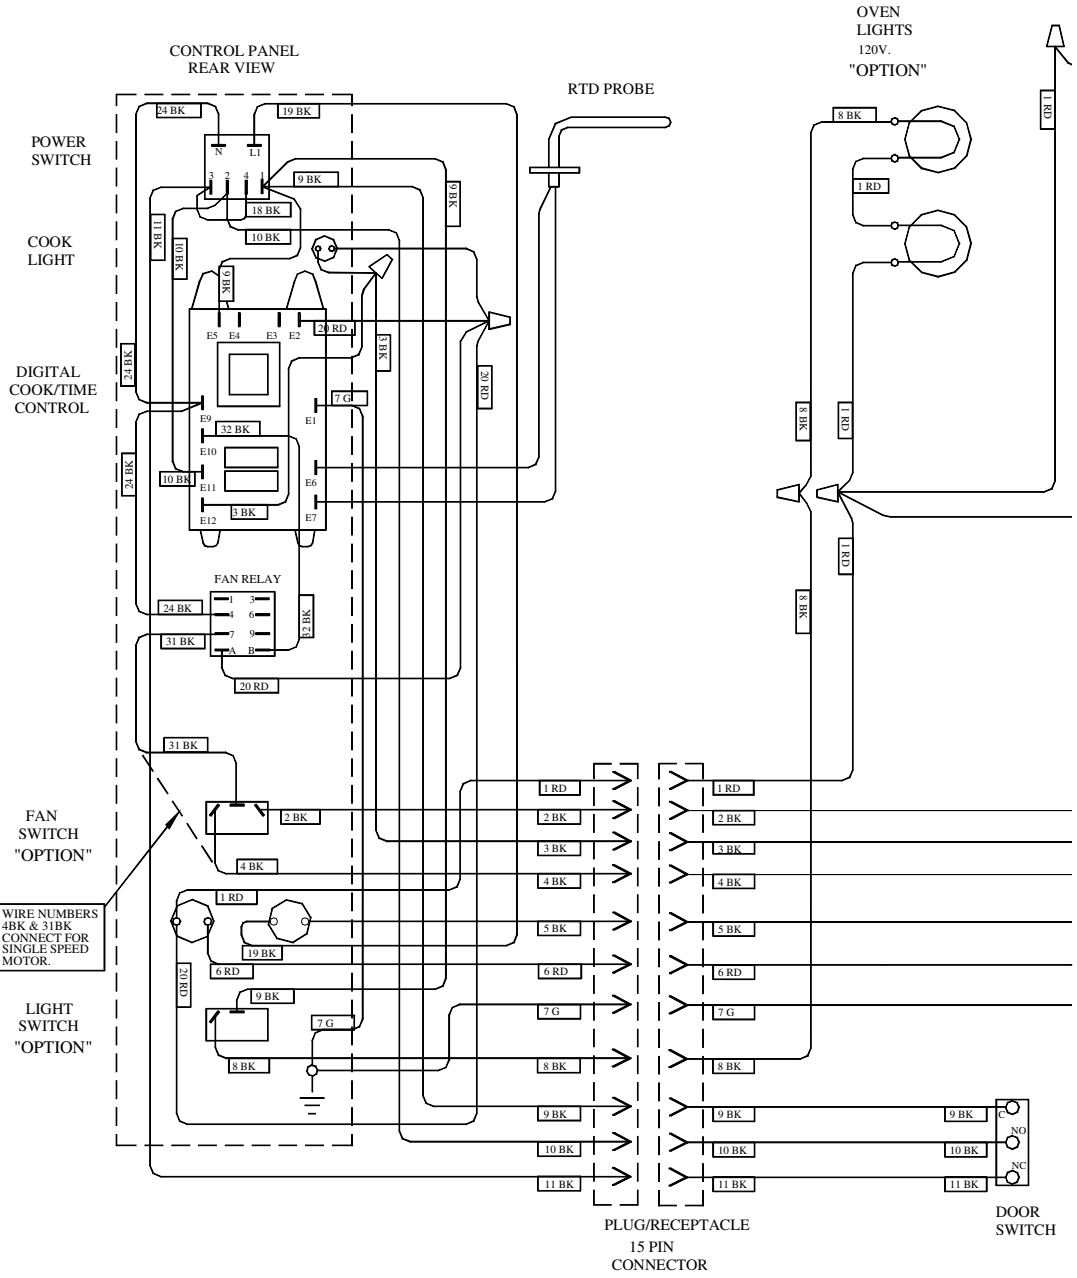 OVEN
LIGHTS
120V.
"OPTION"
CONTROL PANEL
REAR VIEW
RTD PROBE
24 BK
19 BK
8 BK
1 RD
POWER
SWITCH
N
L1
3
2
4
1
9 BK
9 BK
1 RD
18 BK
11 BK
10 BK
10 BK
COOK
LIGHT
9 BK
E5
E4
E3
E2
20 RD
3 BK
24 BK
DIGITAL
COOK/TIME
CONTROL
20 RD
7 G
E9
E1
32 BK
8 BK
1 RD
E10
24 BK
10 BK
E11
E6
3 BK
E12
E7
1 RD
FAN RELAY
1
3
24 BK
4
6
8 BK
32 BK
31 BK
7
9
A
B
20 RD
31 BK
1 RD
1 RD
FAN
SWITCH
"OPTION"
2 BK
2 BK
2 BK
3 BK
3 BK
4 BK
4 BK
4 BK
1 RD
WIRE NUMBERS
4BK & 31BK
CONNECT FOR
SINGLE SPEED
MOTOR.
5 BK
5 BK
19 BK
20 RD
6 RD
6 RD
6 RD
9 BK
LIGHT
SWITCH
"OPTION"
7 G
7 G
7 G
8 BK
8 BK
8 BK
9 BK
9 BK
9 BK
C
10 BK
10 BK
10 BK
NO
11 BK
11 BK
11 BK
NC
DOOR
SWITCH
PLUG/RECEPTACLE
15 PIN
CONNECTOR